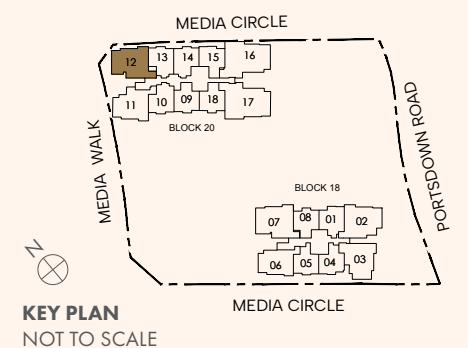 MEDIA CIRCLE
12 13 14 15 16
11 10 09 18 17
BLOCK 20
MEDIA WALK
PORTSDOWN ROAD
BLOCK 18
07 08 01 02
06 05 04 03
N
MEDIA CIRCLE
KEY PLAN
NOT TO SCALE